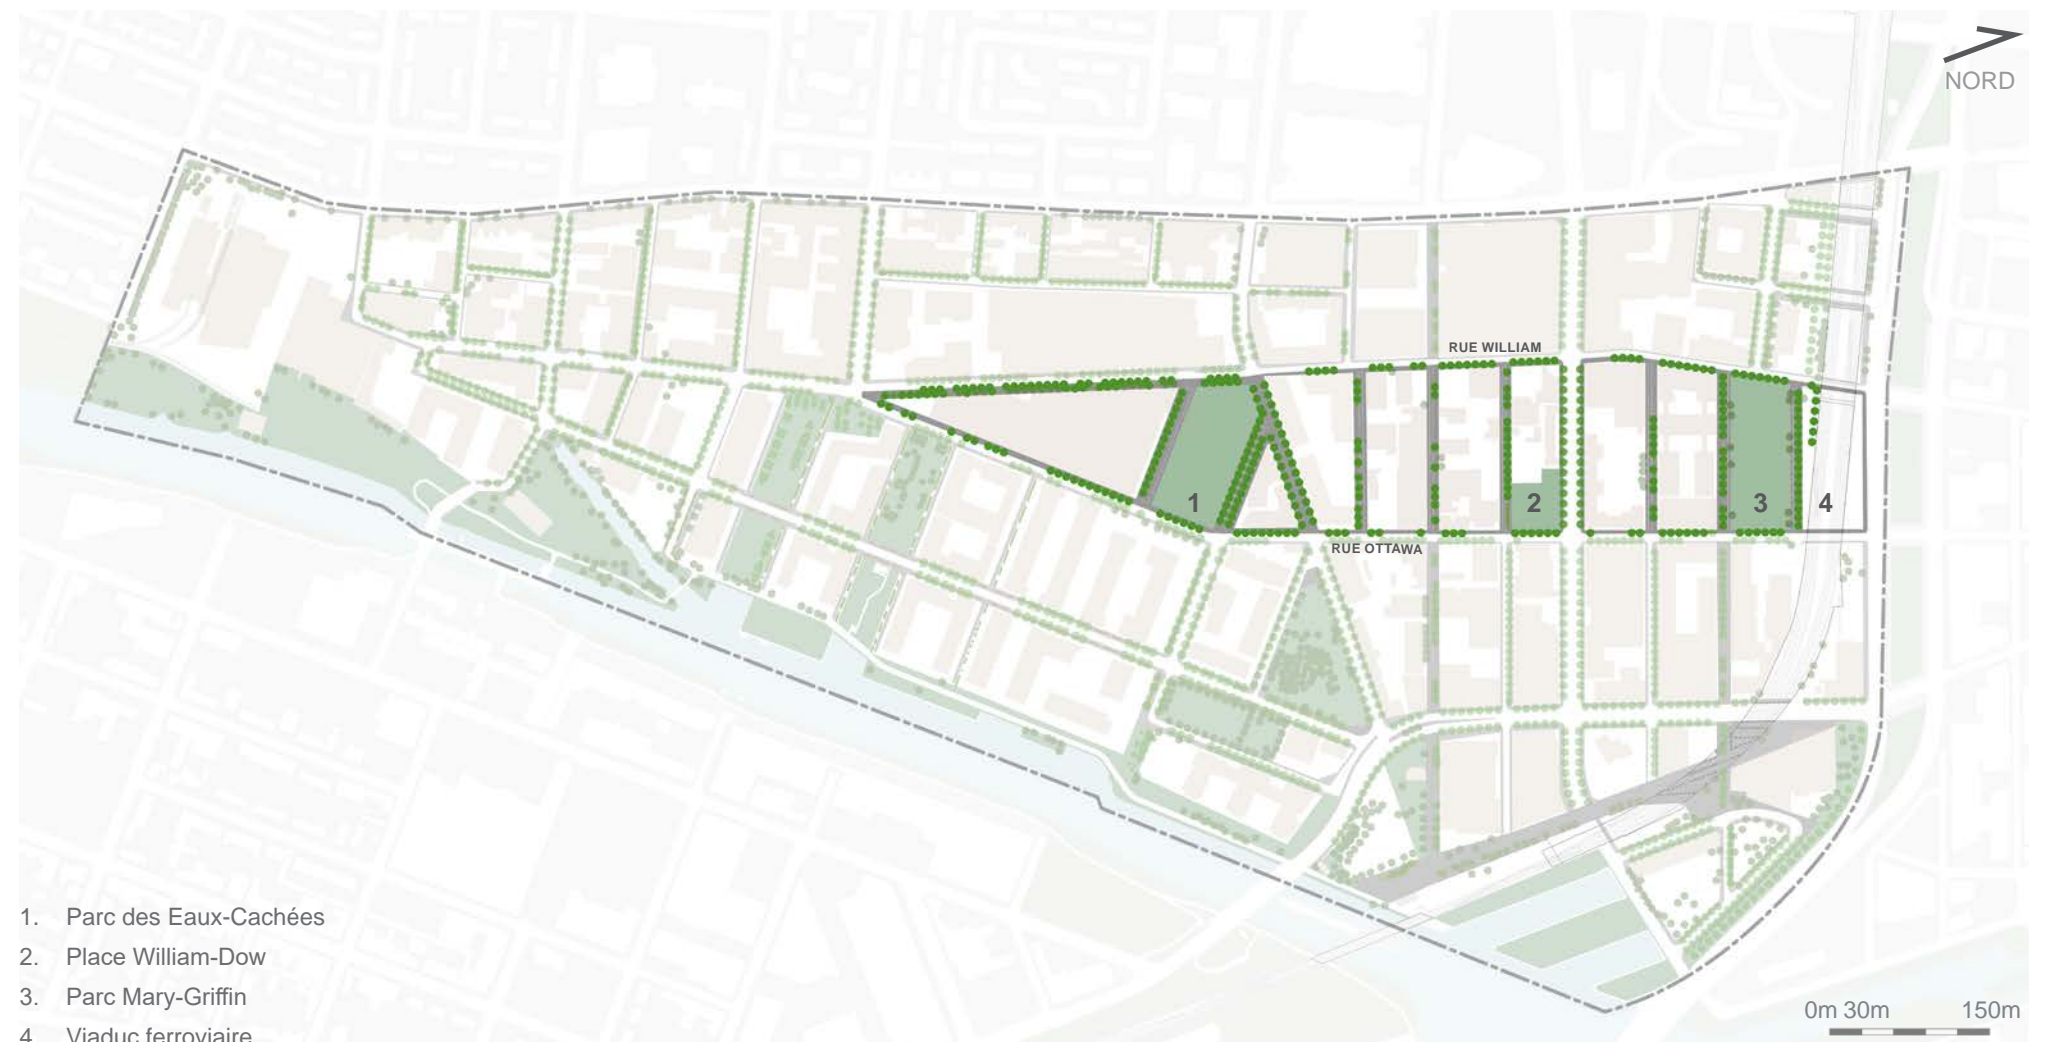 NORD
RUE WILLIAM
1
2
3
4
RUE OTTAWA
1. Parc des Eaux-Cachées
2. Place William-Dow
3. Parc Mary-Griffin
4. Viaduc ferroviaire
0m 30m 150m